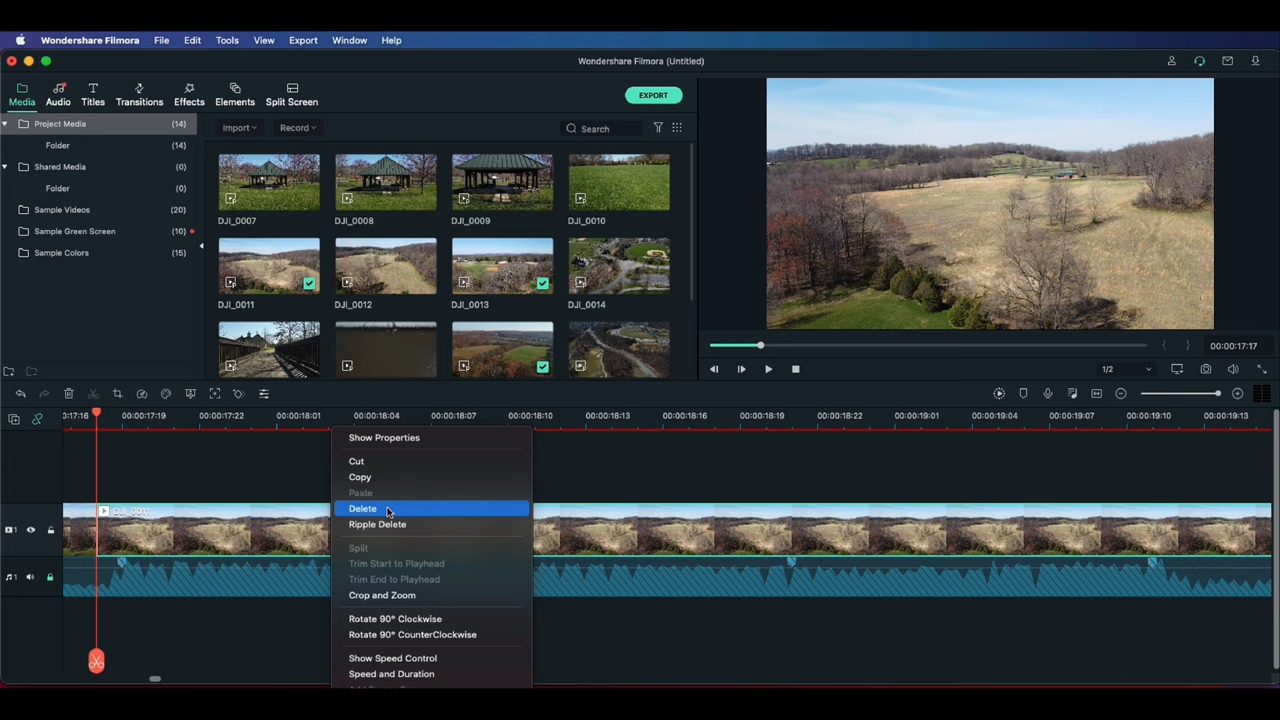 Wondershare Filmora File Edit Tools View Export Window Help
Wondershare Filmora (Untitled)
Media Audio Titles Transitions Effects Elements Split Screen
EXPORT
Project Media (14)
Folder (14)
Shared Media (0)
Folder (0)
Sample Videos (20)
Sample Green Screen (10)
Sample Colors (15)
Import Record Search
DJI_0007 DJI_0008 DJI_0009 DJI_0010
DJI_0011 DJI_0012 DJI_0013 DJI_0014
00:00:17:17
1/2
0:17:16 00:00:17:19 00:00:17:22 00:00:18:01 00:00:18:04 00:00:18:07 00:00:18:10 00:00:18:13 00:00:18:16 00:00:18:19 00:00:18:22 00:00:19:01 00:00:19:04 00:00:19:07 00:00:19:10 00:00:19:13
Show Properties
Cut
Copy
Paste
Delete
Ripple Delete
Split
Trim Start to Playhead
Trim End to Playhead
Crop and Zoom
Rotate 90° Clockwise
Rotate 90° CounterClockwise
Show Speed Control
Speed and Duration
DJI_0011
1
1